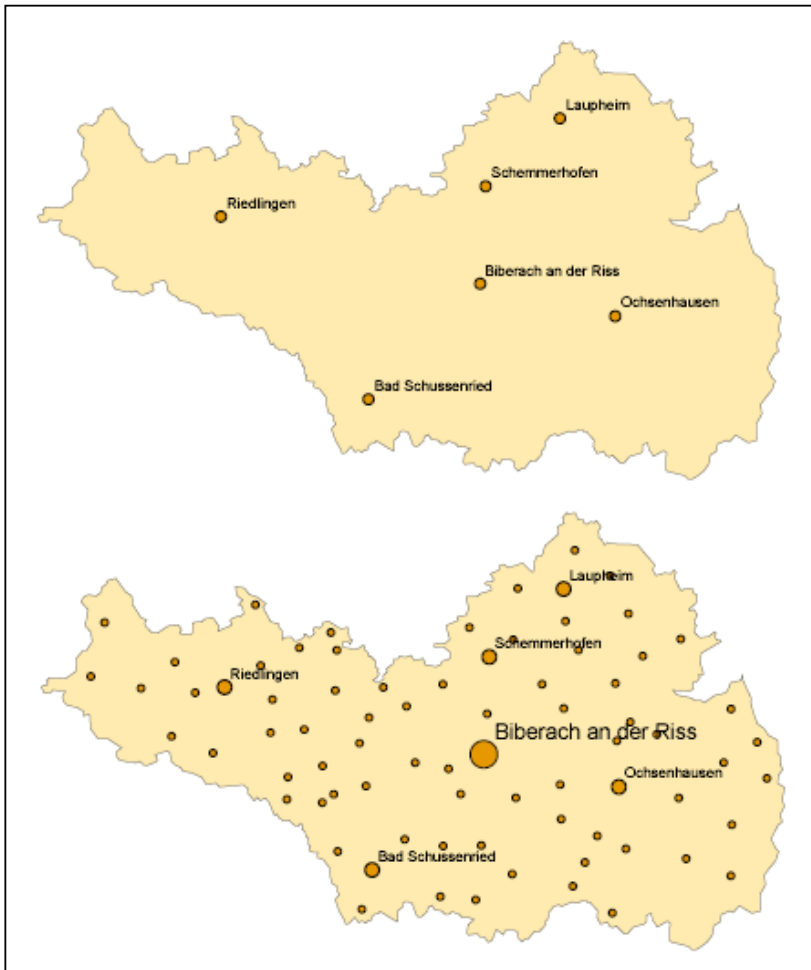 Laupheim
Schemmerhofen
Riedlingen
Biberach an der Riss
Ochsenhausen
Bad Schussenried
Laupheim
Schemmerhofen
Riedlingen
Biberach an der Riss
Ochsenhausen
Bad Schussenried